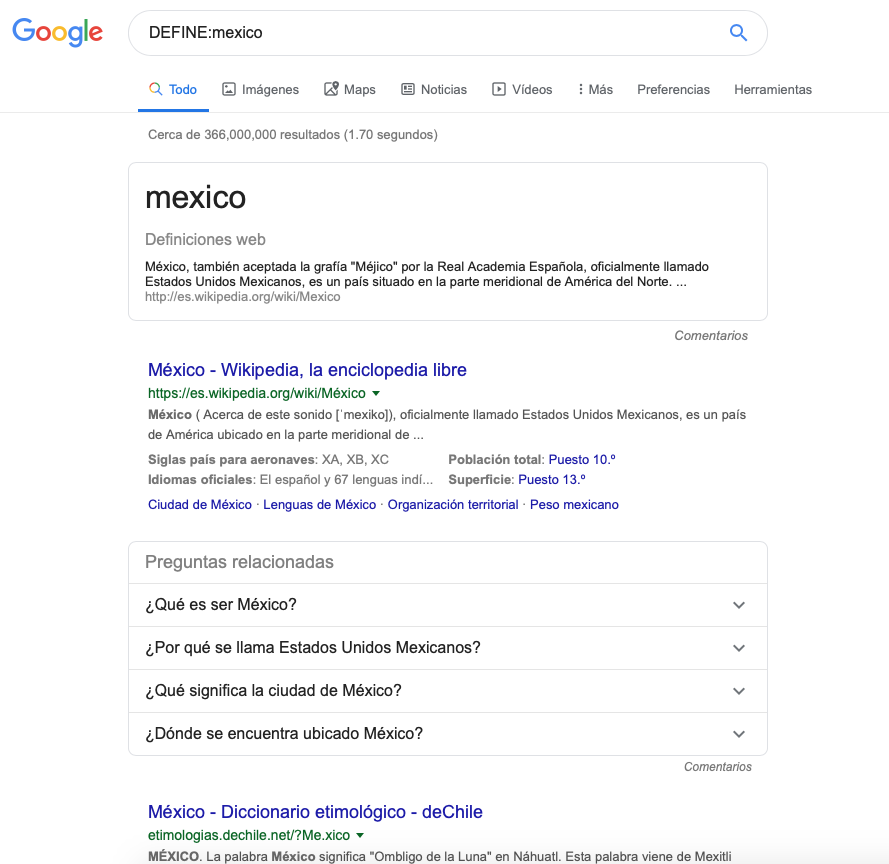 Google
DEFINE:mexico
Todo Imágenes Maps Noticias Vídeos Más Preferencias Herramientas
Cerca de 366,000,000 resultados (1.70 segundos)
mexico
Definiciones web
México, también aceptada la grafía "Méjico" por la Real Academia Española, oficialmente llamado
Estados Unidos Mexicanos, es un país situado en la parte meridional de América del Norte. ...
http://es.wikipedia.org/wiki/Mexico
Comentarios
México - Wikipedia, la enciclopedia libre
https://es.wikipedia.org/wiki/México
México ( Acerca de este sonido [ˈmexiko]), oficialmente llamado Estados Unidos Mexicanos, es un país
de América ubicado en la parte meridional de ...
Siglas país para aeronaves: XA, XB, XC Población total: Puesto 10.º
Idiomas oficiales: El español y 67 lenguas indí... Superficie: Puesto 13.º
Ciudad de México · Lenguas de México · Organización territorial · Peso mexicano
Preguntas relacionadas
¿Qué es ser México?
¿Por qué se llama Estados Unidos Mexicanos?
¿Qué significa la ciudad de México?
¿Dónde se encuentra ubicado México?
Comentarios
México - Diccionario etimológico - deChile
etimologias.dechile.net/?Me.xico
MÉXICO. La palabra México significa "Ombligo de la Luna" en Náhuatl. Esta palabra viene de Mexitli